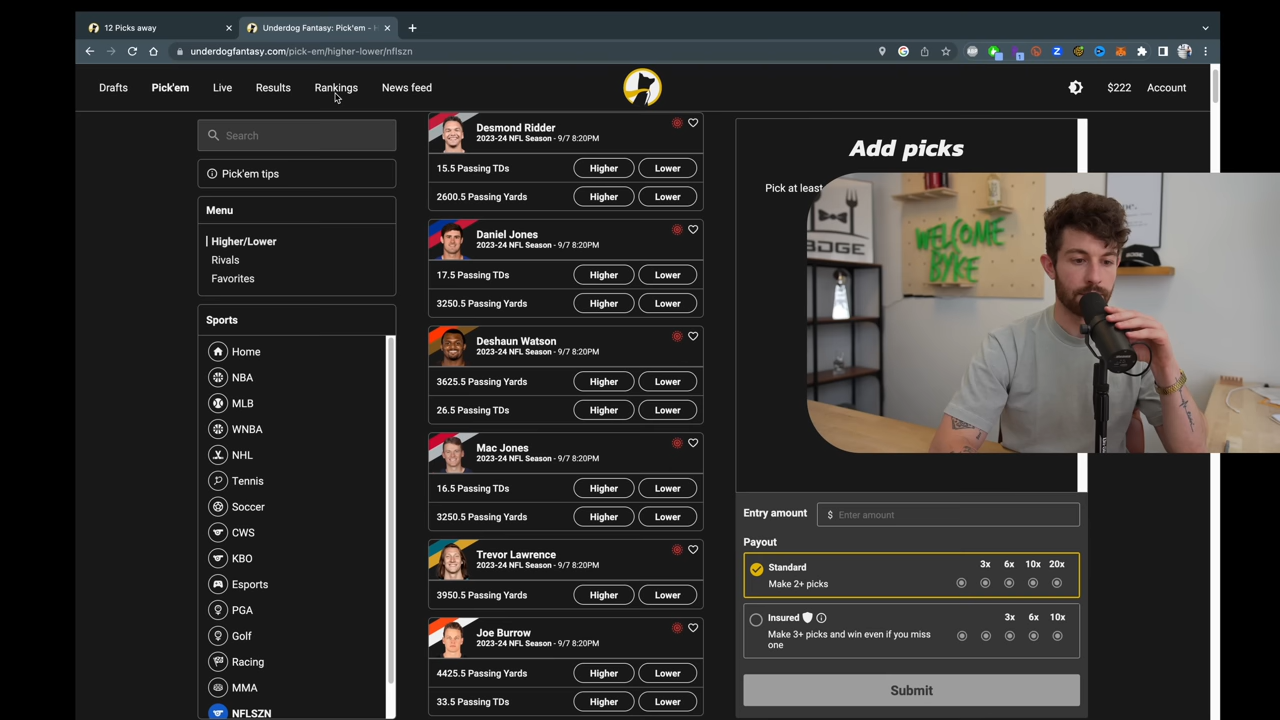 12 Picks away
Underdog Fantasy: Pick'em - H
underdogfantasy.com/pick-em/higher-lower/nflszn
Drafts
Pick'em
Live
Results
Rankings
News feed
$222
Account
Search
Pick'em tips
Menu
Higher/Lower
Rivals
Favorites
Sports
Home
NBA
MLB
WNBA
NHL
Tennis
Soccer
CWS
KBO
Esports
PGA
Golf
Racing
MMA
NFLSZN
Desmond Ridder
2023-24 NFL Season - 9/7 8:20PM
15.5 Passing TDs Higher Lower
2600.5 Passing Yards Higher Lower
Daniel Jones
2023-24 NFL Season - 9/7 8:20PM
17.5 Passing TDs Higher Lower
3250.5 Passing Yards Higher Lower
Deshaun Watson
2023-24 NFL Season - 9/7 8:20PM
3625.5 Passing Yards Higher Lower
26.5 Passing TDs Higher Lower
Mac Jones
2023-24 NFL Season - 9/7 8:20PM
16.5 Passing TDs Higher Lower
3250.5 Passing Yards Higher Lower
Trevor Lawrence
2023-24 NFL Season - 9/7 8:20PM
3950.5 Passing Yards Higher Lower
Joe Burrow
2023-24 NFL Season - 9/7 8:20PM
4425.5 Passing Yards Higher Lower
33.5 Passing TDs Higher Lower
Add picks
Pick at least
BDGE
WELCOME
BYKE
Entry amount
$ Enter amount
Payout
Standard 3x 6x 10x 20x
Make 2+ picks
Insured 3x 6x 10x
Make 3+ picks and win even if you miss
one
Submit